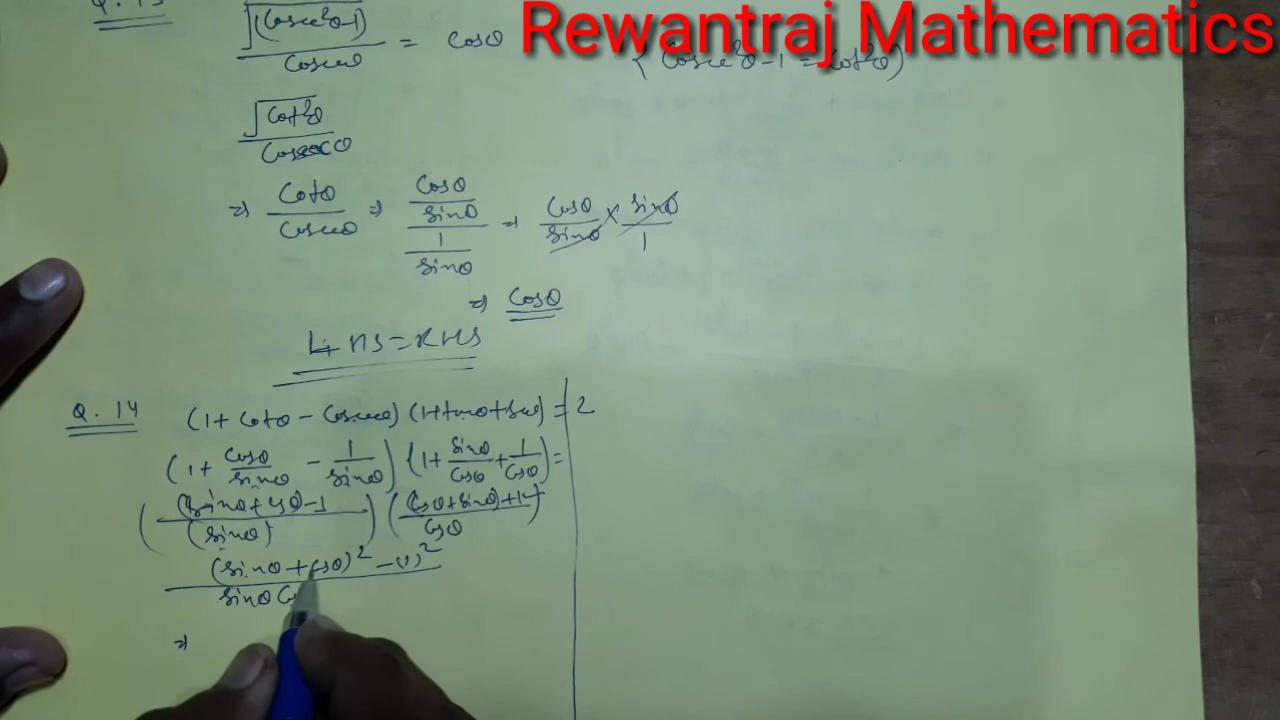 Q. 13
√(Cosec²θ-1) / Cosecθ = Cosθ
Rewantraj Mathematics
(Cosec²θ-1 = Cot²θ)
√Cot²θ / Cosecθ
⇒ Cotθ / Cosecθ ⇒ Cosθ/sinθ / 1/sinθ ⇒ Cosθ/sinθ × sinθ/1
⇒ Cosθ
LHS = RHS
Q. 14 (1+Cotθ - Cosecθ) (1+tanθ+secθ) = 2
(1+ Cosθ/sinθ - 1/sinθ) (1+ sinθ/Cosθ + 1/Cosθ) =
((sinθ+Cosθ)-1 / (sinθ)) ((Cosθ+sinθ)+1 / Cosθ)
(sinθ+Cosθ)² - (1)² / sinθ Cos
⇒